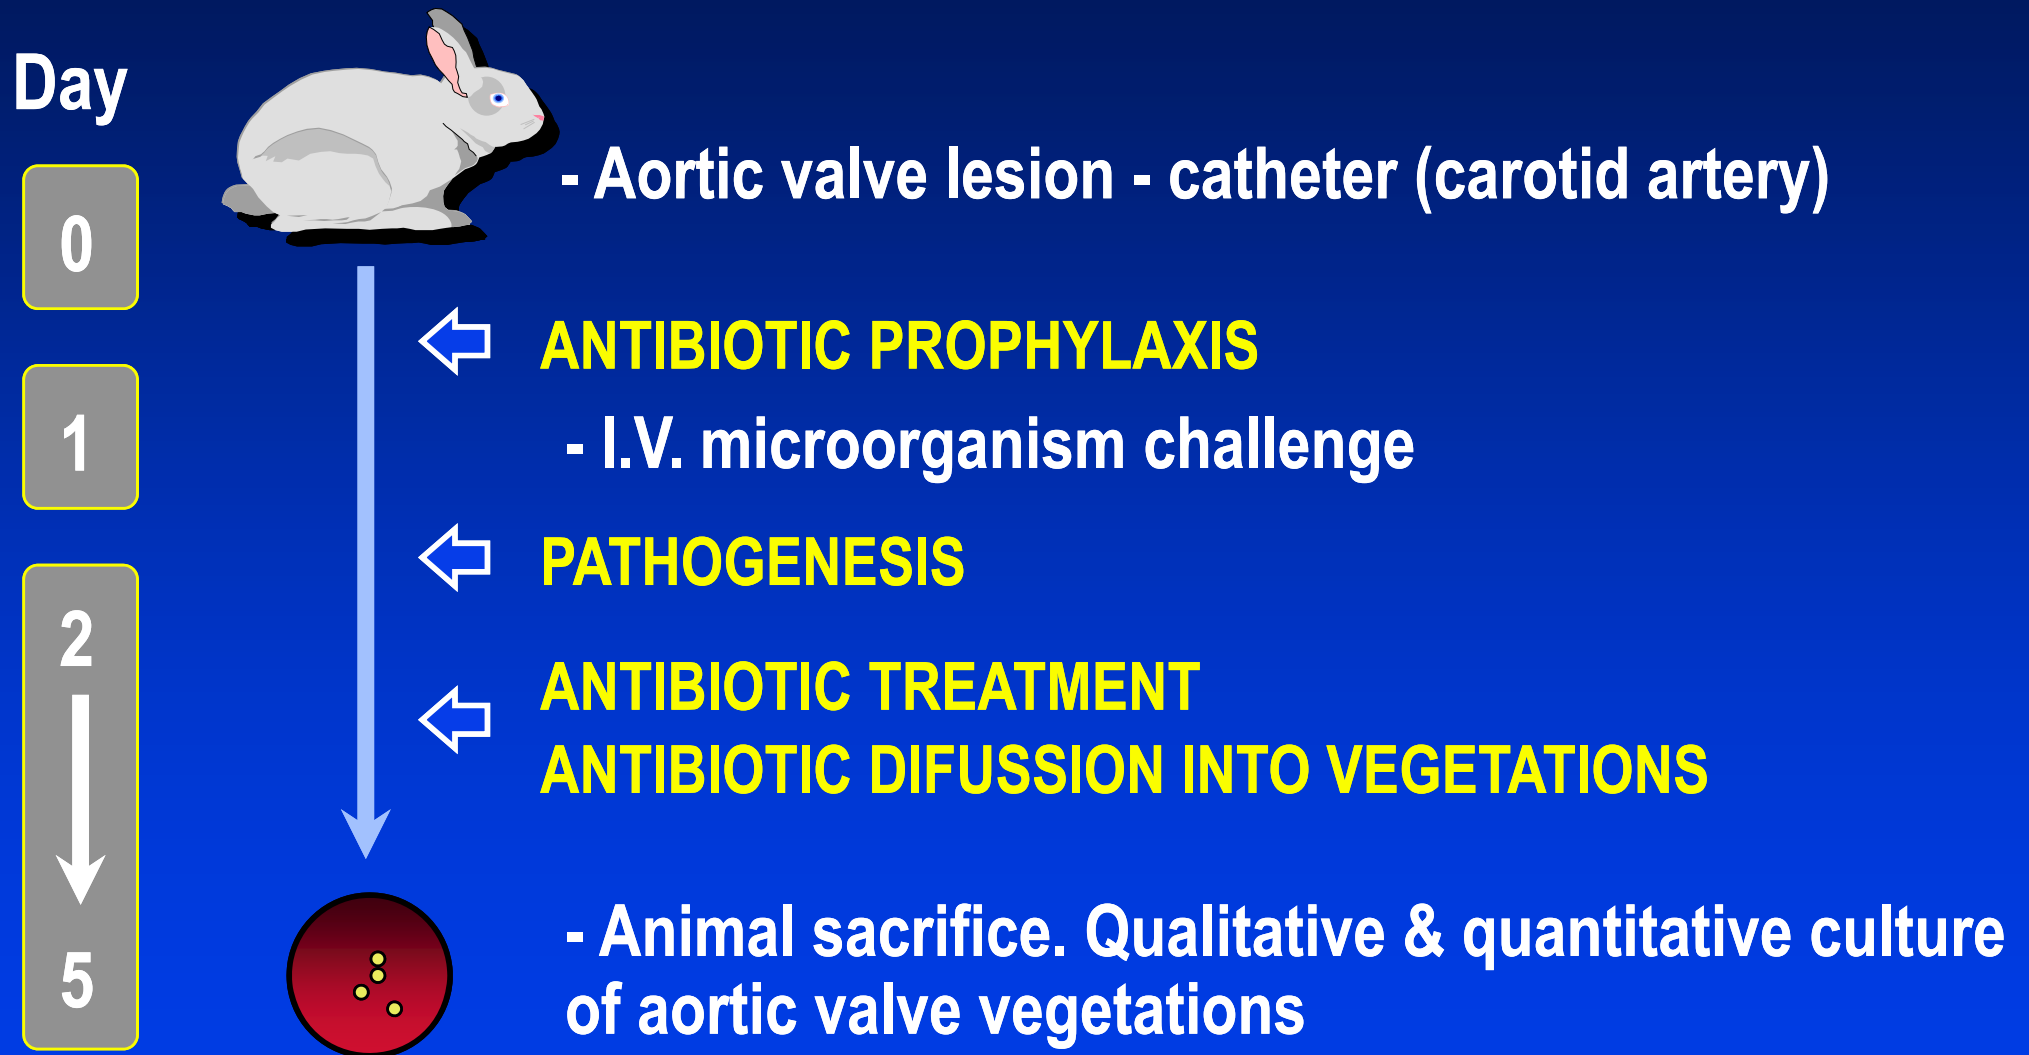 Day
0
- Aortic valve lesion - catheter (carotid artery)
ANTIBIOTIC PROPHYLAXIS
1
- I.V. microorganism challenge
PATHOGENESIS
2
ANTIBIOTIC TREATMENT
ANTIBIOTIC DIFUSSION INTO VEGETATIONS
5
- Animal sacrifice. Qualitative & quantitative culture
of aortic valve vegetations